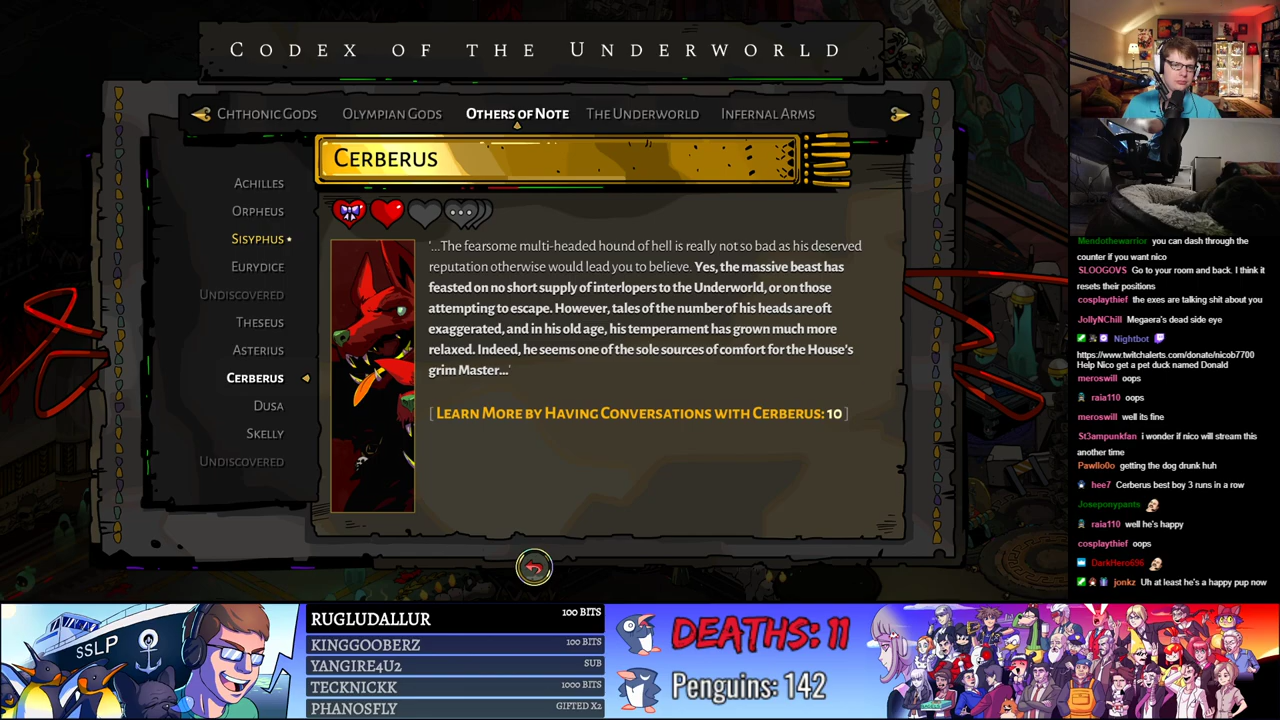 CODEX OF THE UNDERWORLD
CHTHONIC GODS
OLYMPIAN GODS
OTHERS OF NOTE
THE UNDERWORLD
INFERNAL ARMS
CERBERUS
ACHILLES
ORPHEUS
SISYPHUS
EURYDICE
UNDISCOVERED
THESEUS
ASTERIUS
CERBERUS
DUSA
SKELLY
UNDISCOVERED
'...The fearsome multi-headed hound of hell is really not so bad as his deserved
reputation otherwise would lead you to believe. Yes, the massive beast has
feasted on no short supply of interlopers to the Underworld, or on those
attempting to escape. However, tales of the number of his heads are oft
exaggerated, and in his old age, his temperament has grown much more
relaxed. Indeed, he seems one of the sole sources of comfort for the House's
grim Master...'
[ LEARN MORE BY HAVING CONVERSATIONS WITH CERBERUS: 10 ]
Mendothewarrior you can dash through the
counter if you want nico
SLOOGOVS Go to your room and back. I think it
resets their positions
cosplaythief the exes are talking shit about you
JollyNChill Megaera's dead side eye
Nightbot
https://www.twitchalerts.com/donate/nicob7700
Help Nico get a pet duck named Donald
meroswill oops
raia110 oops
meroswill well its fine
St3ampunkfan i wonder if nico will stream this
another time
Pawllo0o getting the dog drunk huh
hee7 Cerberus best boy 3 runs in a row
Joseponypants
raia110 well he's happy
cosplaythief oops
DarkHero696
jonkz Uh at least he's a happy pup now
SSLP
RUGLUDALLUR 100 BITS
KINGGOOBERZ 100 BITS
YANGIRE4U2 SUB
TECKNICKK 1000 BITS
PHANOSFLY GIFTED X2
DEATHS: 11
Penguins: 142